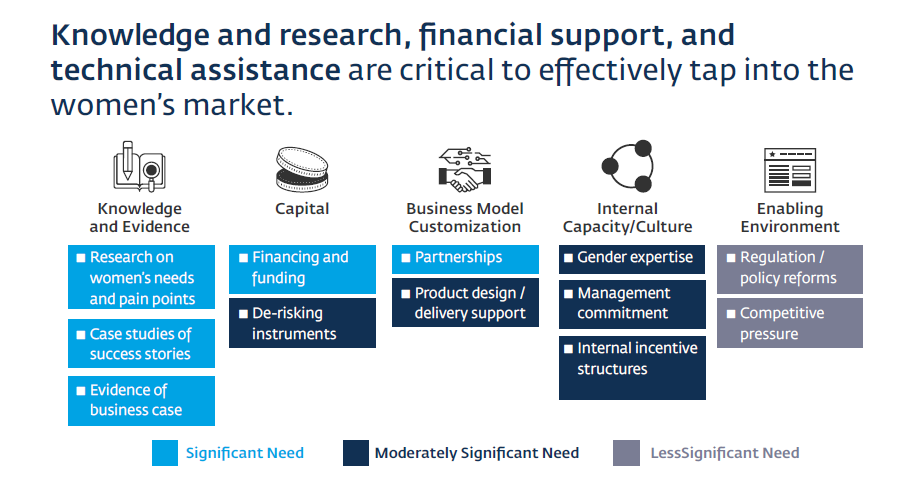 Knowledge and research, financial support, and
technical assistance are critical to effectively tap into the
women’s market.
Knowledge
and Evidence
Research on
women’s needs
and pain points
Case studies of
success stories
Evidence of
business case
Capital
Financing and
funding
De-risking
instruments
Business Model
Customization
Partnerships
Product design /
delivery support
Internal
Capacity/Culture
Gender expertise
Management
commitment
Internal incentive
structures
Enabling
Environment
Regulation /
policy reforms
Competitive
pressure
Significant Need
Moderately Significant Need
LessSignificant Need